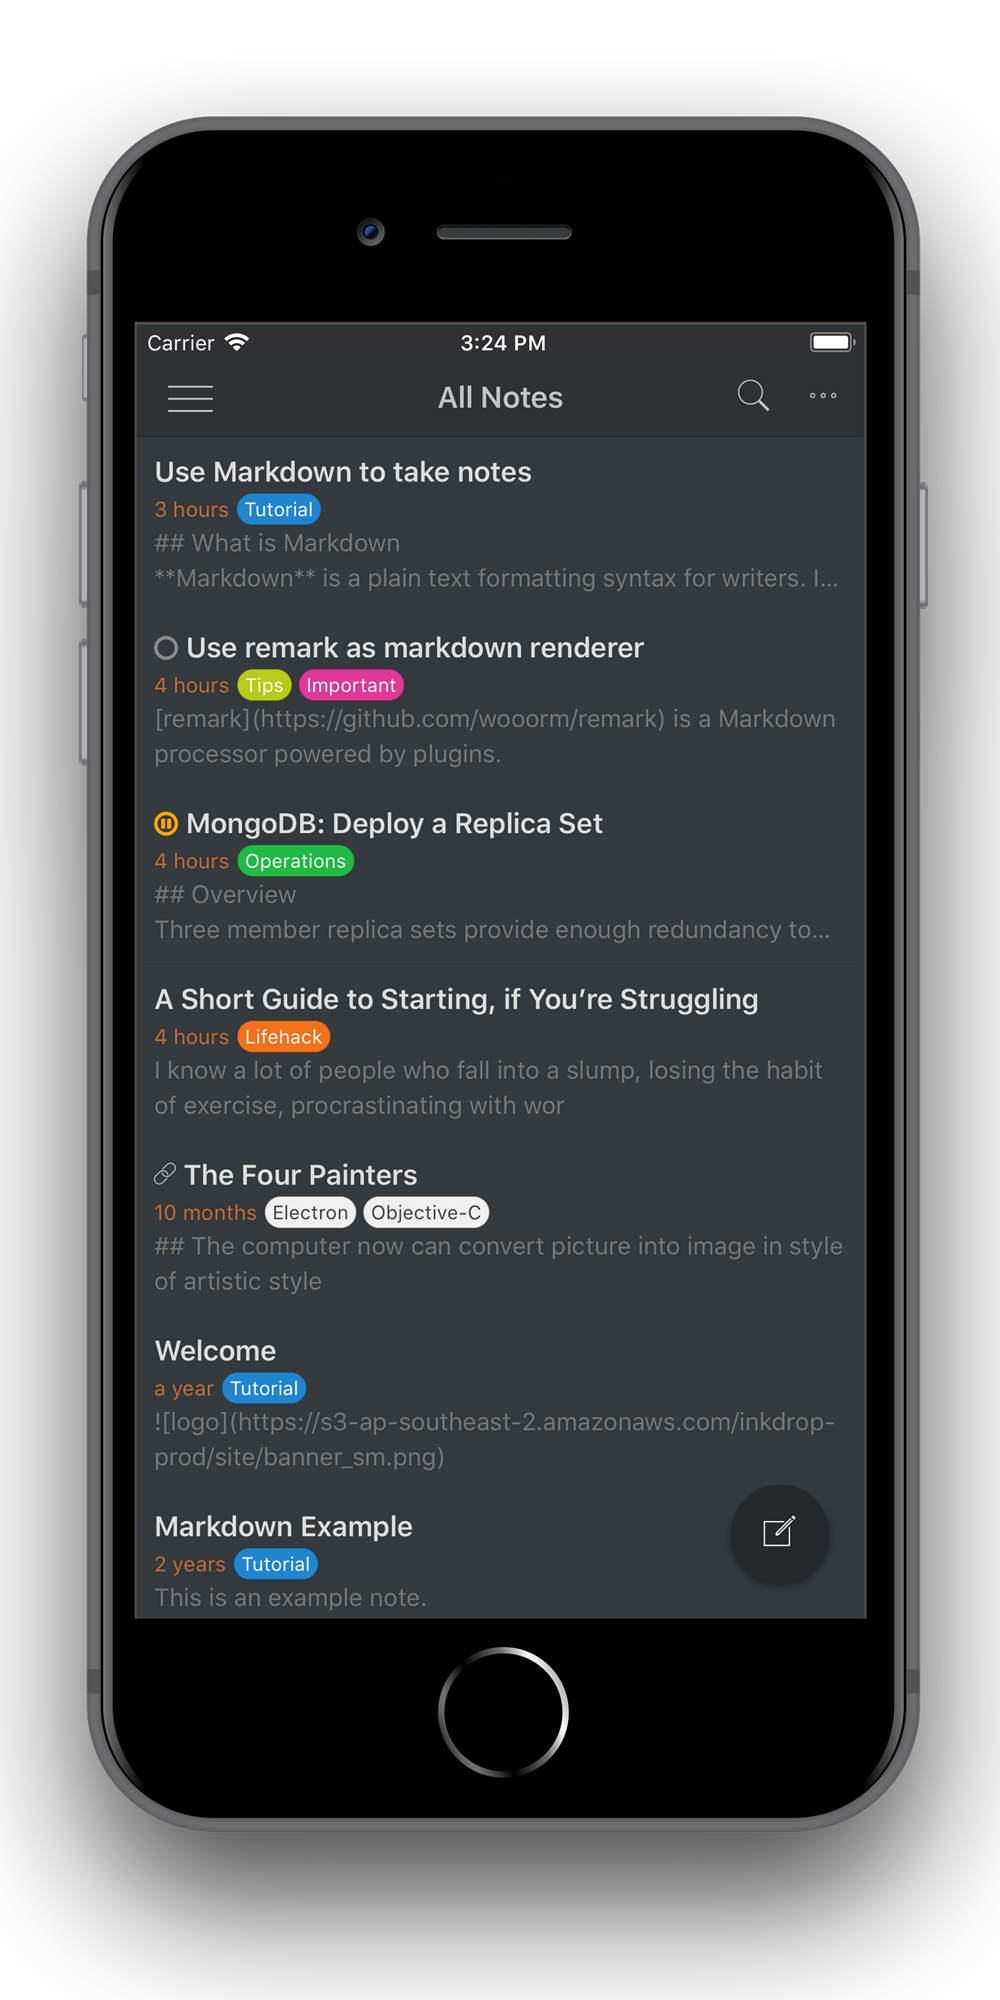 Carrier 3:24 PM
All Notes
Use Markdown to take notes
3 hours Tutorial
## What is Markdown
**Markdown** is a plain text formatting syntax for writers. I...
Use remark as markdown renderer
4 hours Tips Important
[remark](https://github.com/wooorm/remark) is a Markdown
processor powered by plugins.
MongoDB: Deploy a Replica Set
4 hours Operations
## Overview
Three member replica sets provide enough redundancy to...
A Short Guide to Starting, if You’re Struggling
4 hours Lifehack
I know a lot of people who fall into a slump, losing the habit
of exercise, procrastinating with wor
The Four Painters
10 months Electron Objective-C
## The computer now can convert picture into image in style
of artistic style
Welcome
a year Tutorial
![logo](https://s3-ap-southeast-2.amazonaws.com/inkdrop-
prod/site/banner_sm.png)
Markdown Example
2 years Tutorial
This is an example note.